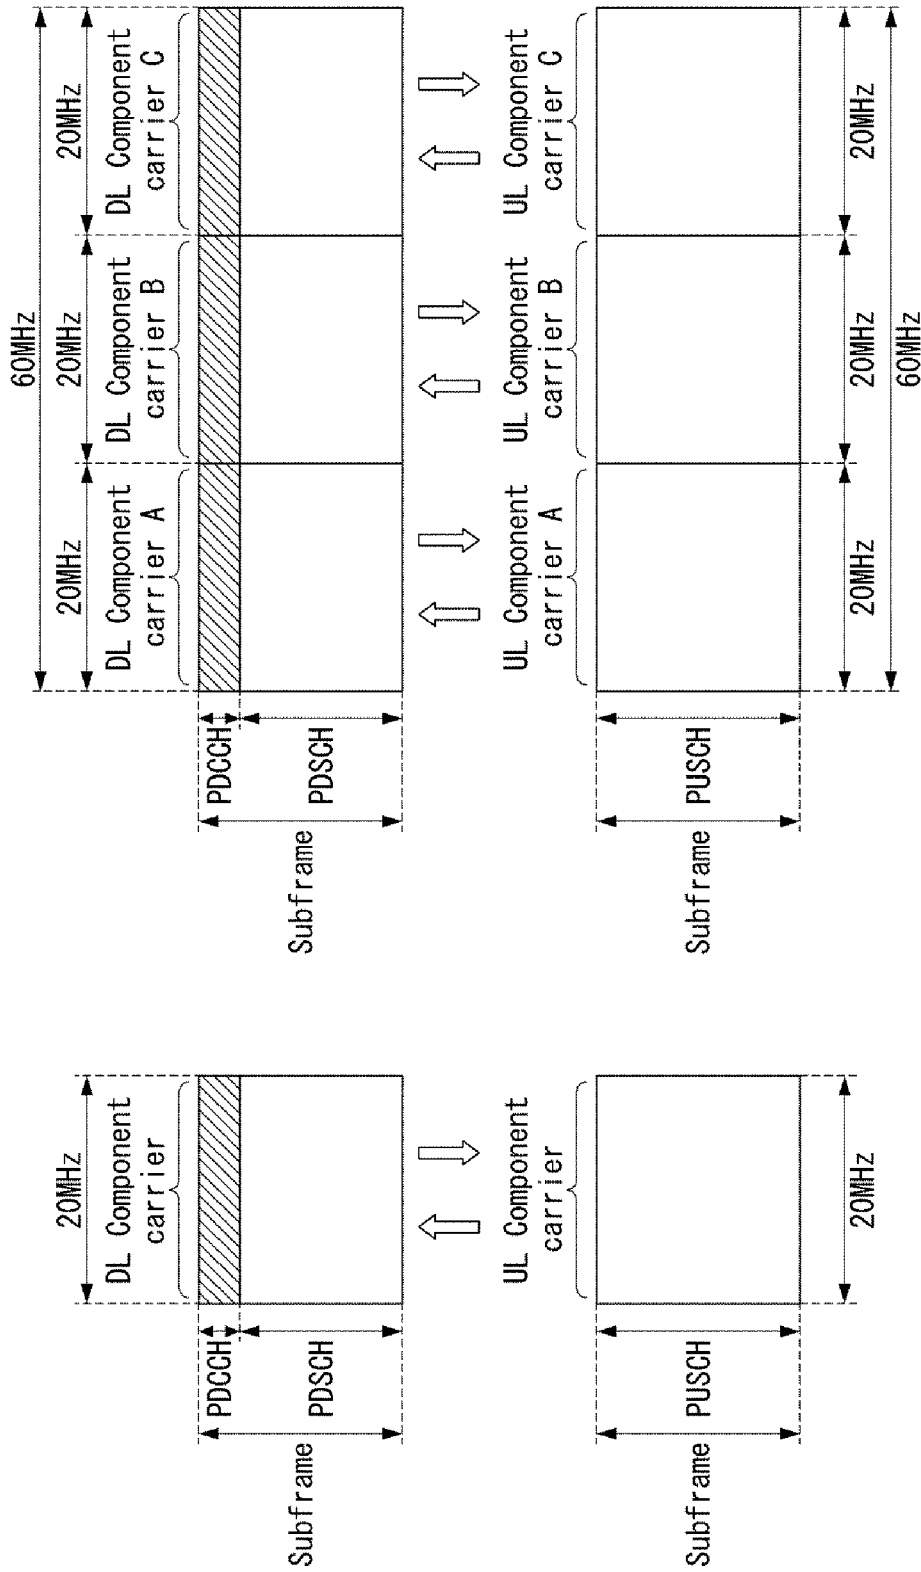 20MHz
DL Component
carrier
PDCCH
PDSCH
Subframe
UL Component
carrier
PUSCH
Subframe
20MHz
60MHz
20MHz
20MHz
20MHz
DL Component
carrier A
DL Component
carrier B
DL Component
carrier C
PDCCH
PDSCH
Subframe
UL Component
carrier A
UL Component
carrier B
UL Component
carrier C
PUSCH
Subframe
20MHz
20MHz
20MHz
60MHz